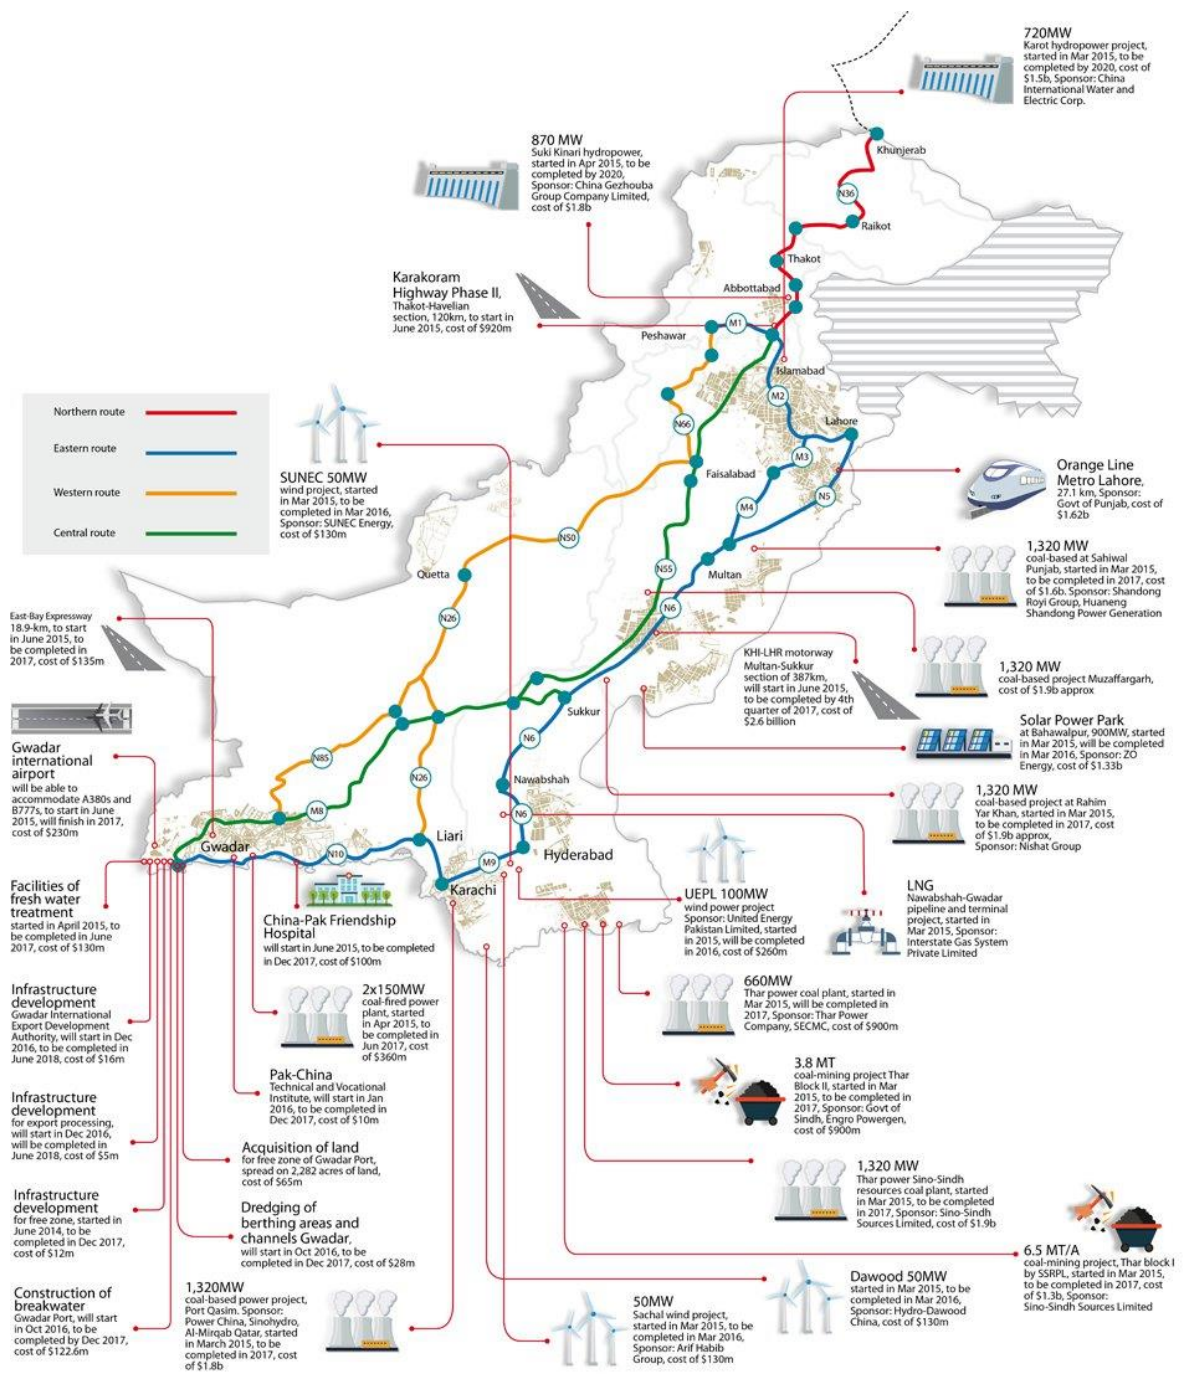 720MW
Karot hydropower project,
started in Mar 2015, to be
completed by 2020, cost of
$1.5b, Sponsor: China
International Water and
Electric Corp.
870 MW
Suki Kinari hydropower,
started in Apr 2015, to be
completed by 2020,
Sponsor: China Gezhouba
Group Company Limited,
cost of $1.8b
Khunjerab
N36
Raikot
Thakot
Abbottabad
Karakoram
Highway Phase II,
Thakot-Havelian
section, 120km, to start in
June 2015, cost of $920m
Peshawar
M1
Islamabad
M2
Northern route
Eastern route
Western route
Central route
SUNEC 50MW
wind project, started
in Mar 2015, to be
completed in Mar 2016,
Sponsor: SUNEC Energy,
cost of $130m
N66
Lahore
M3
Faisalabad
N5
M4
N50
Orange Line
Metro Lahore,
27.1 km, Sponsor:
Govt of Punjab, cost of
$1.62b
Quetta
N55
Multan
N6
N26
1,320 MW
coal-based at Sahiwal
Punjab, started in Mar 2015,
to be completed in 2017, cost
of $1.6b. Sponsor: Shandong
Royi Group, Huaneng
Shandong Power Generation
East-Bay Expressway
18.9-km, to start
in June 2015, to
be completed in
2017, cost of $135m
KHI-LHR motorway
Multan-Sukkur
section of 387km,
will start in June 2015,
to be completed by 4th
quarter of 2017, cost of
$2.6 billion
1,320 MW
coal-based project Muzaffargarh,
cost of $1.9b approx
Sukkur
N6
N85
N26
Nawabshah
M8
N6
Solar Power Park
at Bahawalpur, 900MW, started
in Mar 2015, will be completed
in Mar 2016, Sponsor: ZO
Energy, cost of $1.33b
Gwadar
international
airport
will be able to
accommodate A380s and
B777s, to start in June
2015, will finish in 2017,
cost of $230m
1,320 MW
coal-based project at Rahim
Yar Khan, started in Mar 2015,
to be completed in 2017, cost
of $1.9b approx,
Sponsor: Nishat Group
Gwadar
N10
Liari
M9
Hyderabad
Karachi
Facilities of
fresh water
treatment
started in April 2015, to
be completed in June
2017, cost of $130m
China-Pak Friendship
Hospital
will start in June 2015, to be completed
in Dec 2017, cost of $100m
UEPL 100MW
wind power project
Sponsor: United Energy
Pakistan Limited, started
in 2015, will be completed
in 2016, cost of $260m
LNG
Nawabshah-Gwadar
pipeline and terminal
project, started in
Mar 2015, Sponsor:
Interstate Gas System
Private Limited
Infrastructure
development
Gwadar International
Export Development
Authority, will start in Dec
2016, to be completed in
June 2018, cost of $16m
2x150MW
coal-fired power
plant, started
in Apr 2015, to
be completed in
Jun 2017, cost
of $360m
660MW
Thar power coal plant, started in
Mar 2015, will be completed in
2017, Sponsor: Thar Power
Company, SECMC, cost of $900m
Pak-China
Technical and Vocational
Institute, will start in Jan
2016, to be completed in
Dec 2017, cost of $10m
3.8 MT
coal-mining project Thar
Block II, started in Mar
2015, to be completed in
2017, Sponsor: Govt of
Sindh, Engro Powergen,
cost of $900m
Infrastructure
development
for export processing,
will start in Dec 2016,
will be completed in
June 2018, cost of $5m
Acquisition of land
for free zone of Gwadar Port,
spread on 2,282 acres of land,
cost of $65m
1,320 MW
Thar power Sino-Sindh
resources coal plant, started
in Mar 2015, to be completed
in 2017, Sponsor: Sino-Sindh
Sources Limited, cost of $1.9b
Infrastructure
development
for free zone, started in
June 2014, to be
completed in Dec 2017,
cost of $12m
Dredging of
berthing areas and
channels Gwadar,
will start in Oct 2016, to be
completed in Dec 2017, cost of $28m
6.5 MT/A
coal-mining project, Thar block I
by SSRPL, started in Mar 2015,
to be completed in 2017, cost
of $1.3b, Sponsor:
Sino-Sindh Sources Limited
Construction of
breakwater
Gwadar Port, will start
in Oct 2016, to be
completed by Dec 2017,
cost of $122.6m
1,320MW
coal-based power project,
Port Qasim. Sponsor:
Power China, Sinohydro,
Al-Mirqab Qatar, started
in March 2015, to be
completed in 2017, cost
of $1.8b
50MW
Sachal wind project,
started in Mar 2015, to be
completed in Mar 2016,
Sponsor: Arif Habib
Group, cost of $130m
Dawood 50MW
started in Mar 2015, to be
completed in Mar 2016,
Sponsor: Hydro-Dawood
China, cost of $130m